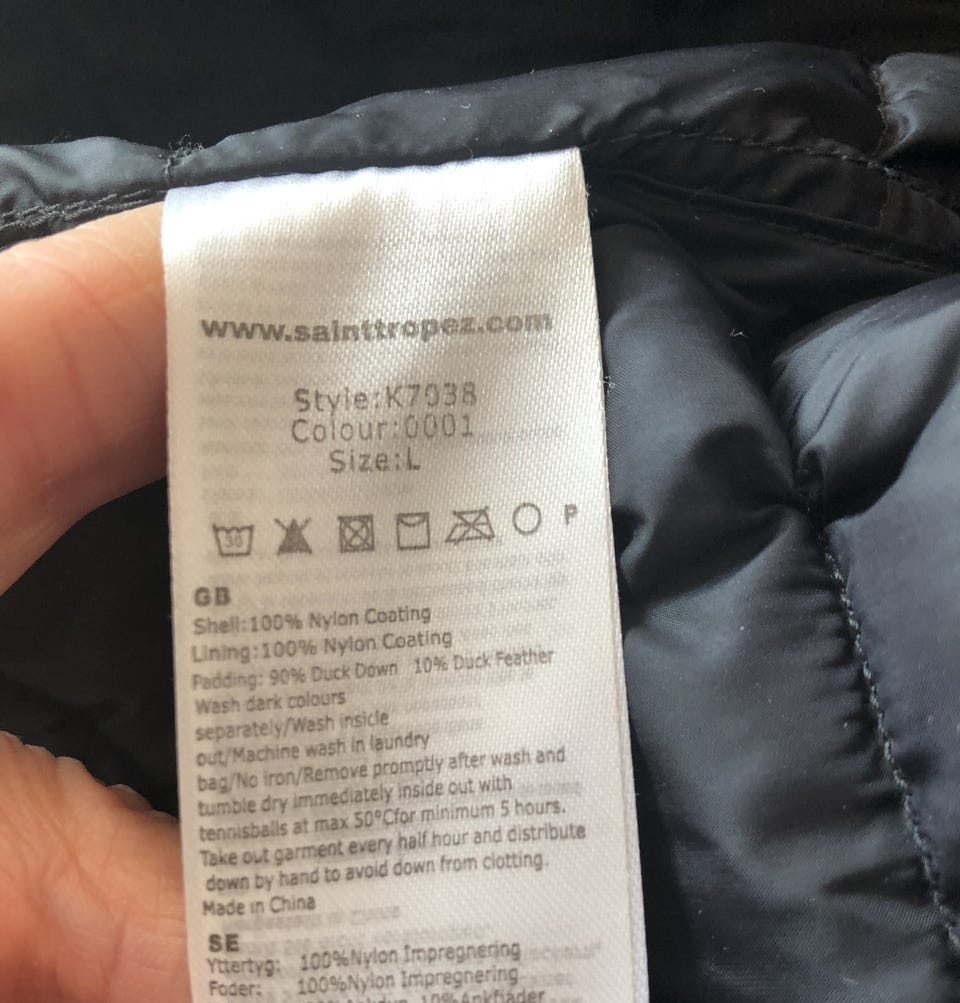 www.sainttropez.com
Style:K7038
Colour:0001
Size:L
30 P
GB
Shell:100% Nylon Coating
Lining:100% Nylon Coating
Padding: 90% Duck Down 10% Duck Feather
Wash dark colours
separately/Wash insicle
out/Machine wash in laundry
bag/No iron/Remove promptly after wash and
tumble dry immediately inside out with
tennisballs at max 50°Cfor minimum 5 hours.
Take out garment every half hour and distribute
down by hand to avoid down from clotting.
Made in China
SE
Yttertyg: 100%Nylon Impregnering
Foder: 100%Nylon Impregnering
10%Ankfjäder